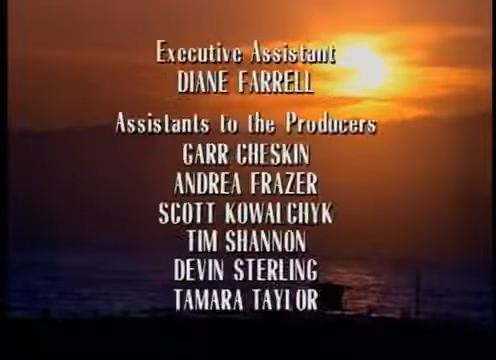 Executive Assistant
DIANE FARRELL
Assistants to the Producers
GARR CHESKIN
ANDREA FRAZER
SCOTT KOWALCHYK
TIM SHANNON
DEVIN STERLING
TAMARA TAYLOR